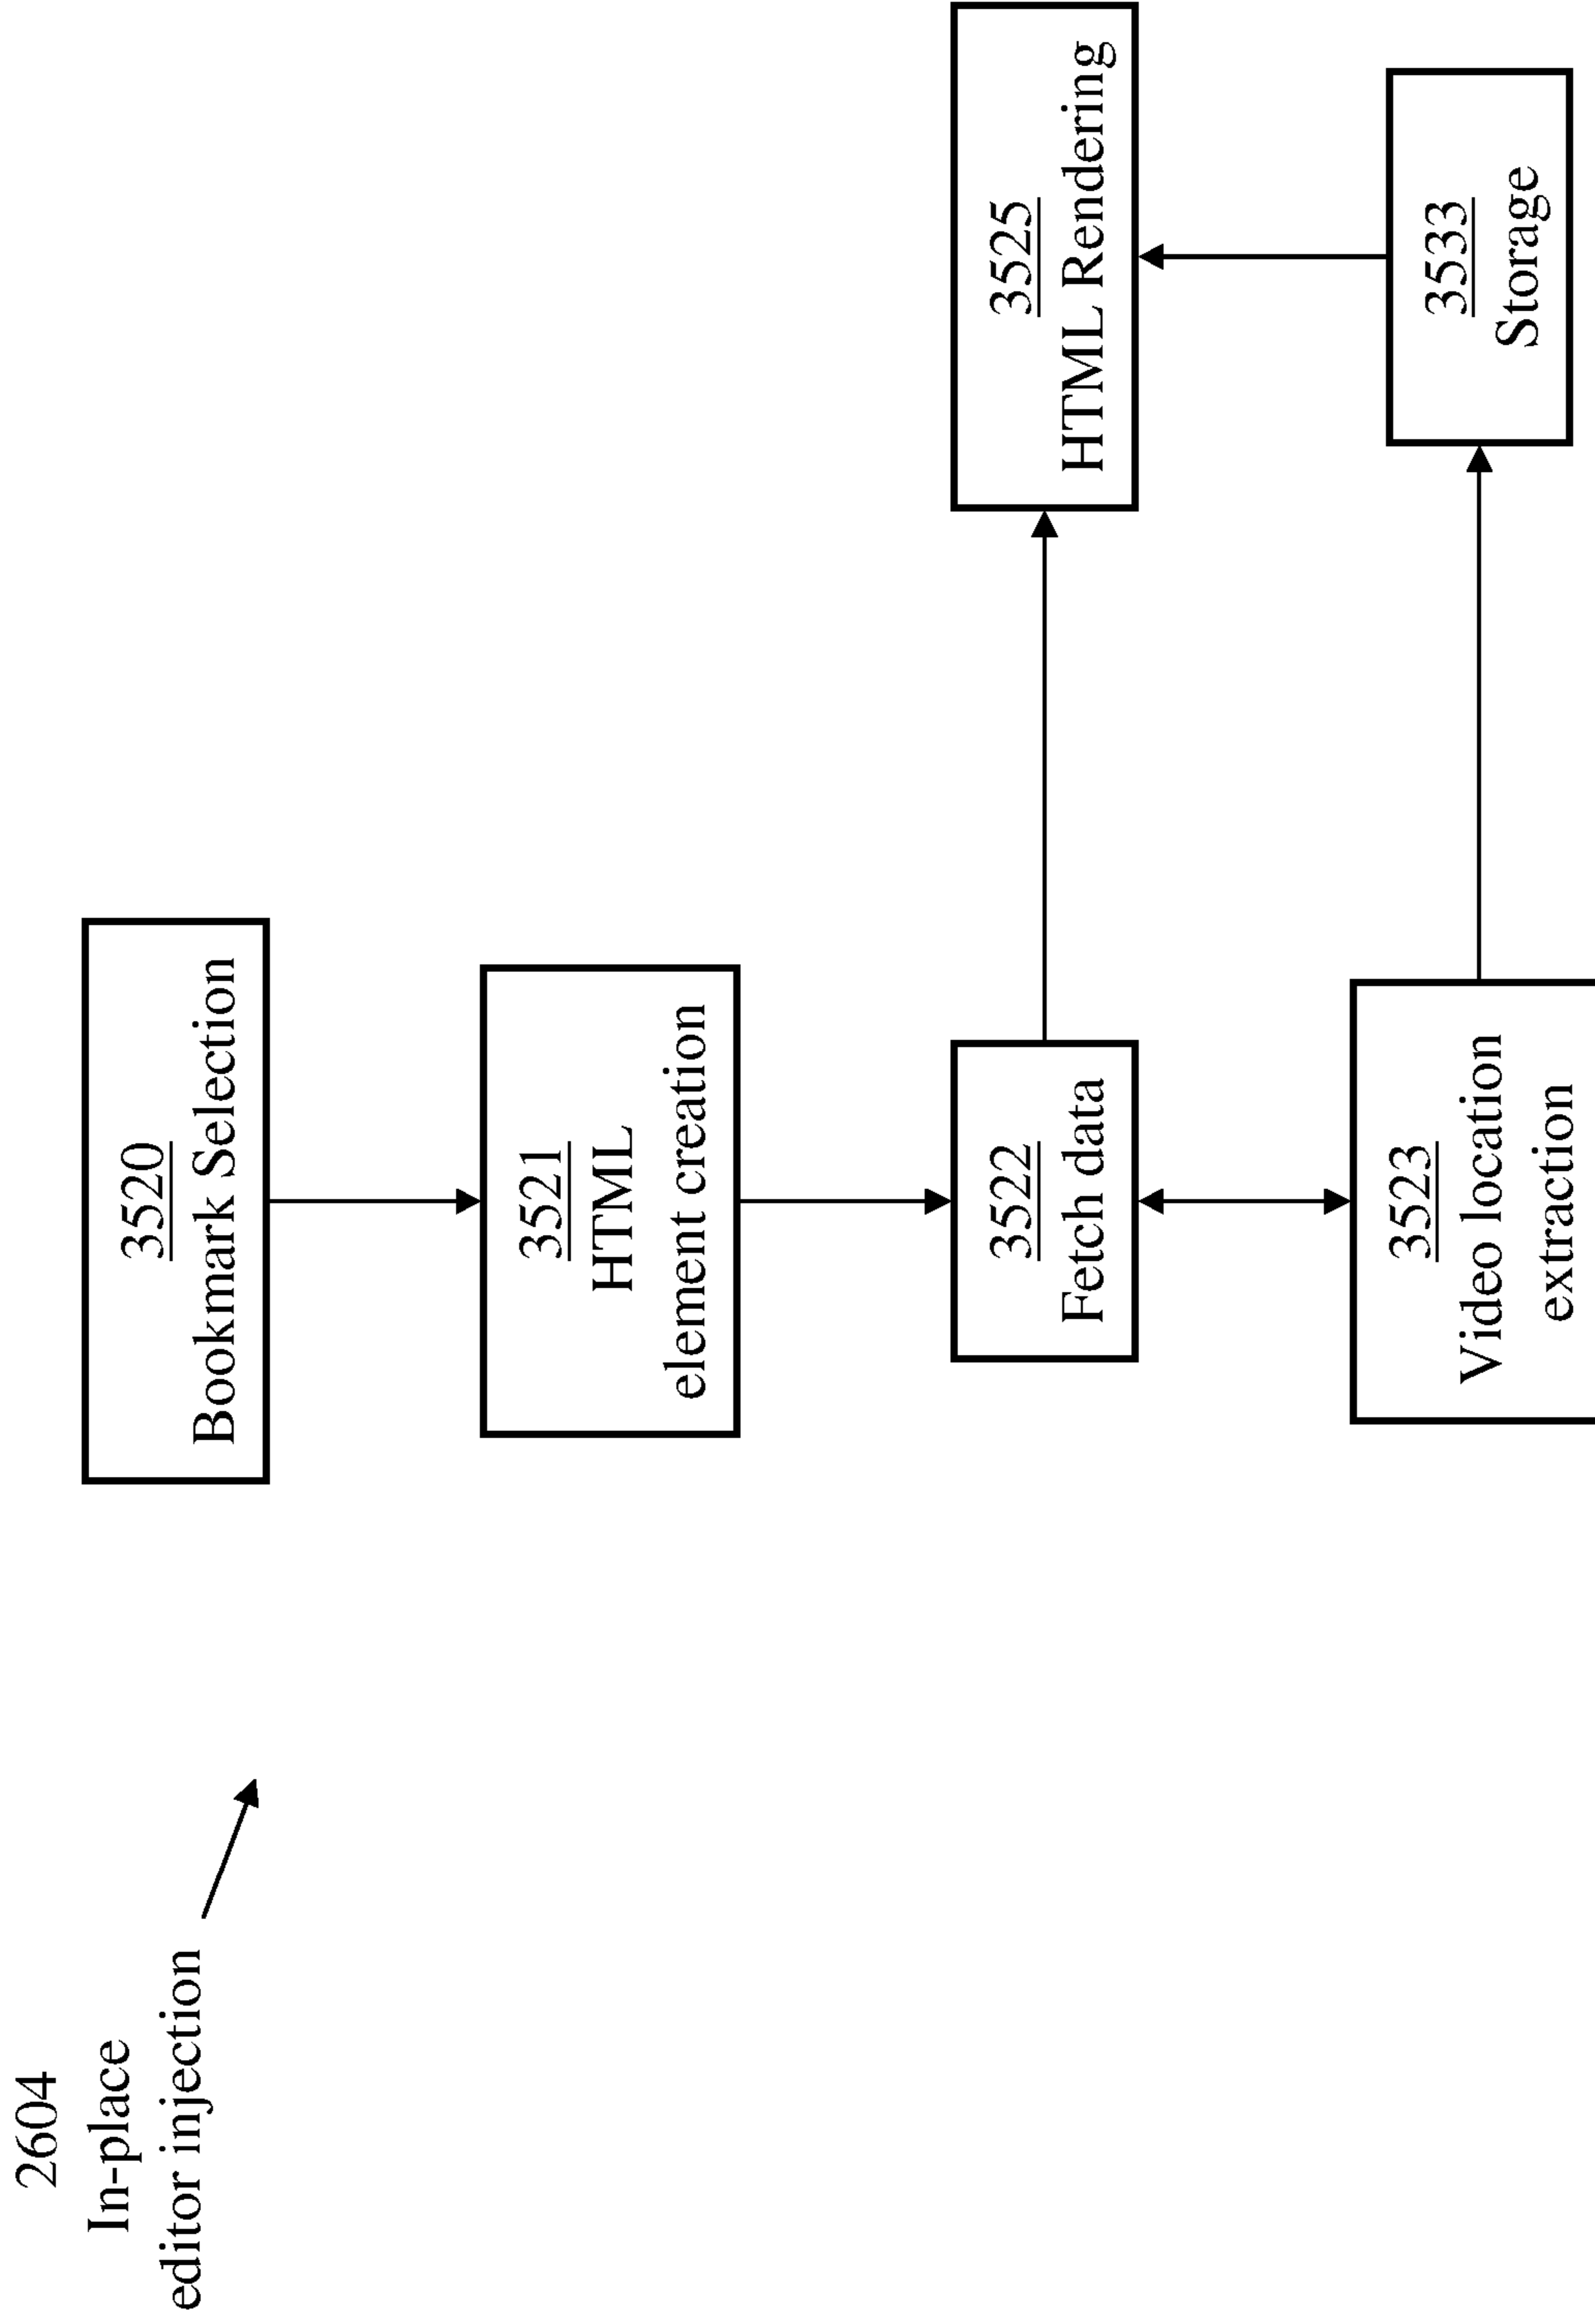 2604
In-place
editor injection
3520
Bookmark Selection
3521
HTML
element creation
3522
Fetch data
3523
Video location
extraction
3525
HTML Rendering
3533
Storage